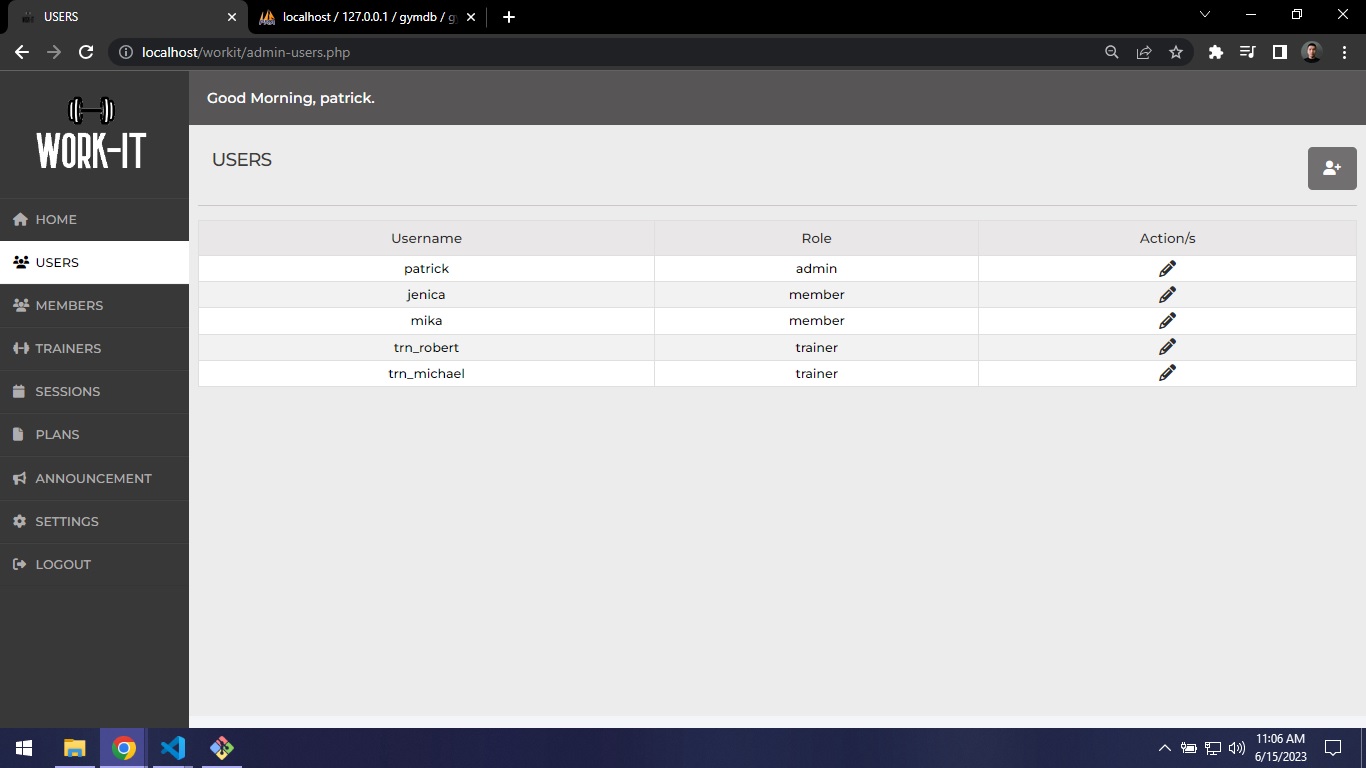 USERS
localhost / 127.0.0.1 / gymdb / g
localhost/workit/admin-users.php
WORK-IT
Good Morning, patrick.
HOME
USERS
MEMBERS
TRAINERS
SESSIONS
PLANS
ANNOUNCEMENT
SETTINGS
LOGOUT
USERS
Username Role Action/s
patrick admin
jenica member
mika member
trn_robert trainer
trn_michael trainer
11:06 AM
6/15/2023